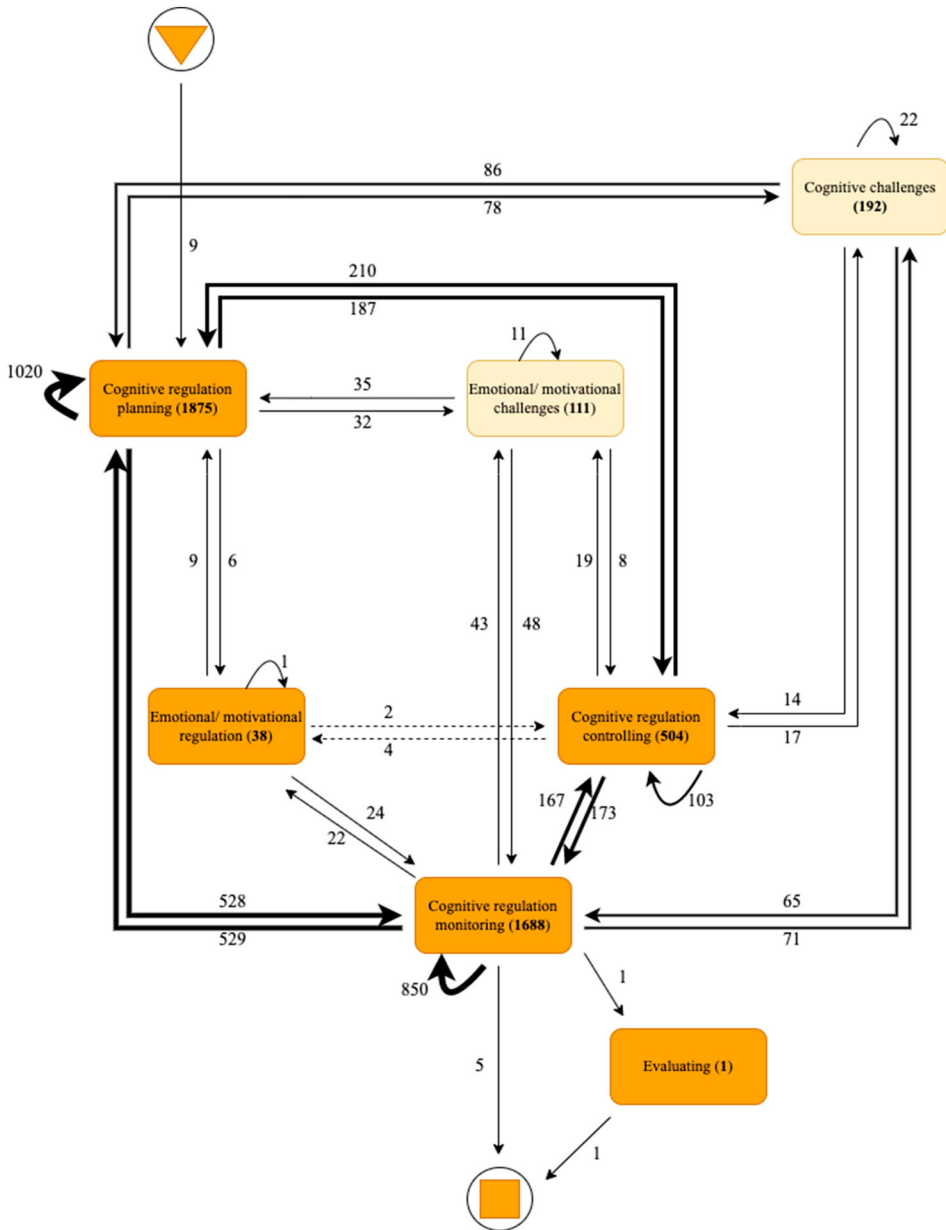 22
86
Cognitive challenges
(192)
78
9
210
187
11
1020
Cognitive regulation
planning (1875)
35
Emotional/ motivational
challenges (111)
32
9
6
19
8
43
48
1
Emotional/ motivational
regulation (38)
2
4
Cognitive regulation
controlling (504)
14
17
103
167
173
24
22
528
529
Cognitive regulation
monitoring (1688)
65
71
850
1
5
Evaluating (1)
1